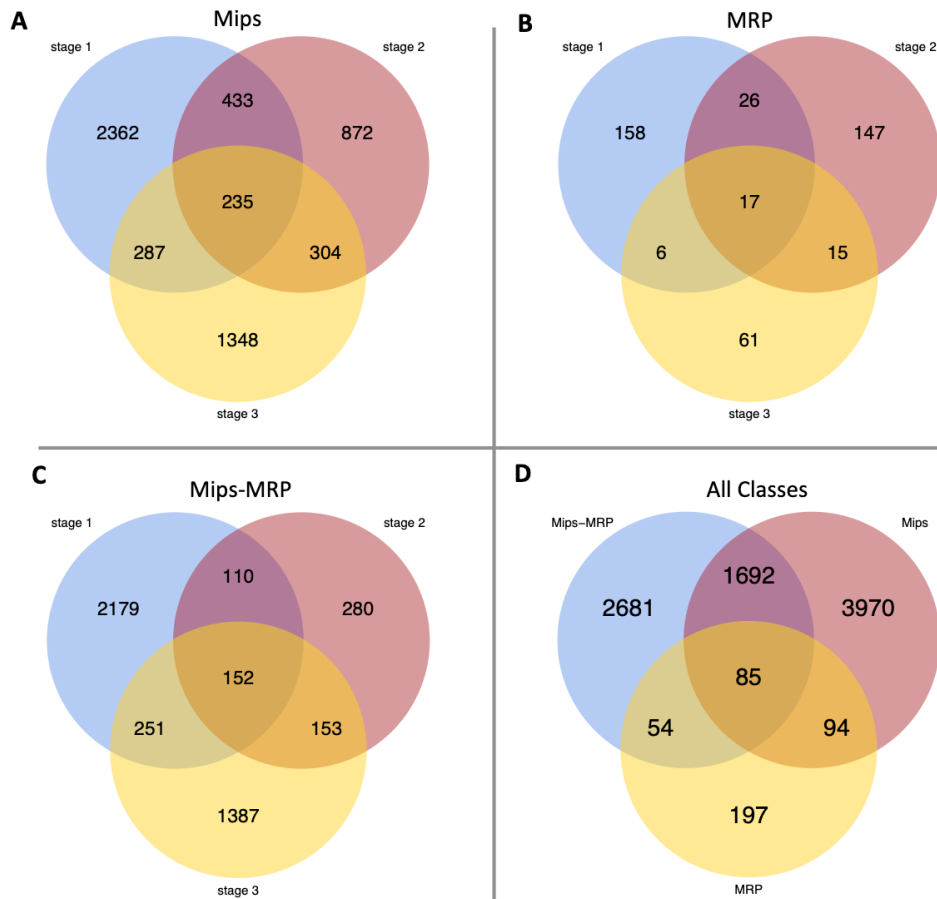 A
Mips
stage 1
stage 2
433
2362
872
235
287
304
1348
stage 3
B
MRP
stage 1
stage 2
26
158
147
17
6
15
61
stage 3
C
Mips-MRP
stage 1
stage 2
110
2179
280
152
251
153
1387
stage 3
D
All Classes
Mips−MRP
Mips
1692
2681
3970
85
54
94
197
MRP